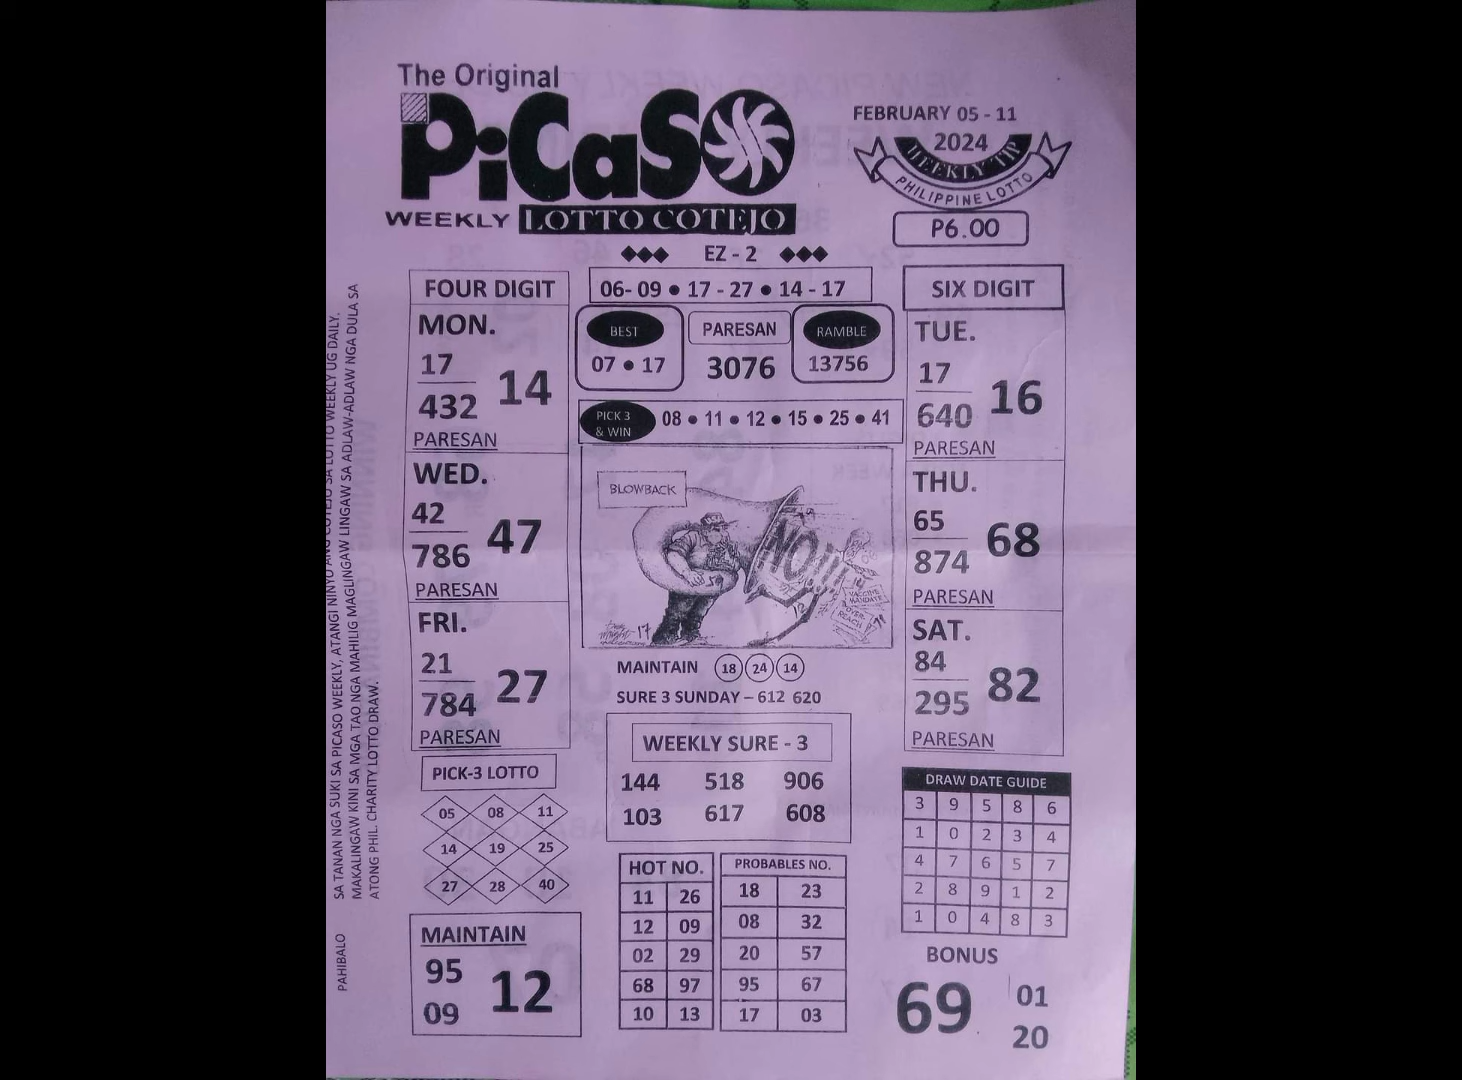 The Original
PiCaSO
WEEKLY LOTTO COTEJO
FEBRUARY 05 - 11
2024
WEEKLY TIP
PHILIPPINE LOTTO
P6.00
EZ - 2
06- 09 • 17 - 27 • 14 - 17
BEST
07 • 17
PARESAN
3076
RAMBLE
13756
PICK 3
& WIN
08 • 11 • 12 • 15 • 25 • 41
FOUR DIGIT
MON.
17
432
14
PARESAN
WED.
42
786
47
PARESAN
FRI.
21
784
27
PARESAN
SIX DIGIT
TUE.
17
640
16
PARESAN
THU.
65
874
68
PARESAN
SAT.
84
295
82
PARESAN
BLOWBACK
NO!!!
VACCINE
MANDATE
OVER-
REACH
17
12
MAINTAIN 18 24 14
SURE 3 SUNDAY – 612 620
WEEKLY SURE - 3
144 518 906
103 617 608
PICK-3 LOTTO
05 08 11
14 19 25
27 28 40
MAINTAIN
95
09
12
HOT NO.
11 26
12 09
02 29
68 97
10 13
PROBABLES NO.
18 23
08 32
20 57
95 67
17 03
DRAW DATE GUIDE
3 9 5 8 6
1 0 2 3 4
4 7 6 5 7
2 8 9 1 2
1 0 4 8 3
BONUS
69
01
20
PAHIBALO
SA TANAN NGA SUKI SA PICASO WEEKLY, ATANGI NINYO ANG COTEJO SA LOTTO WEEKLY UG DAILY.
MAKALINGAW KINI SA MGA TAO NGA MAHILIG MAGLINGAW SA ADLAW-ADLAW NGA DULA SA
ATONG PHIL. CHARITY LOTTO DRAW.